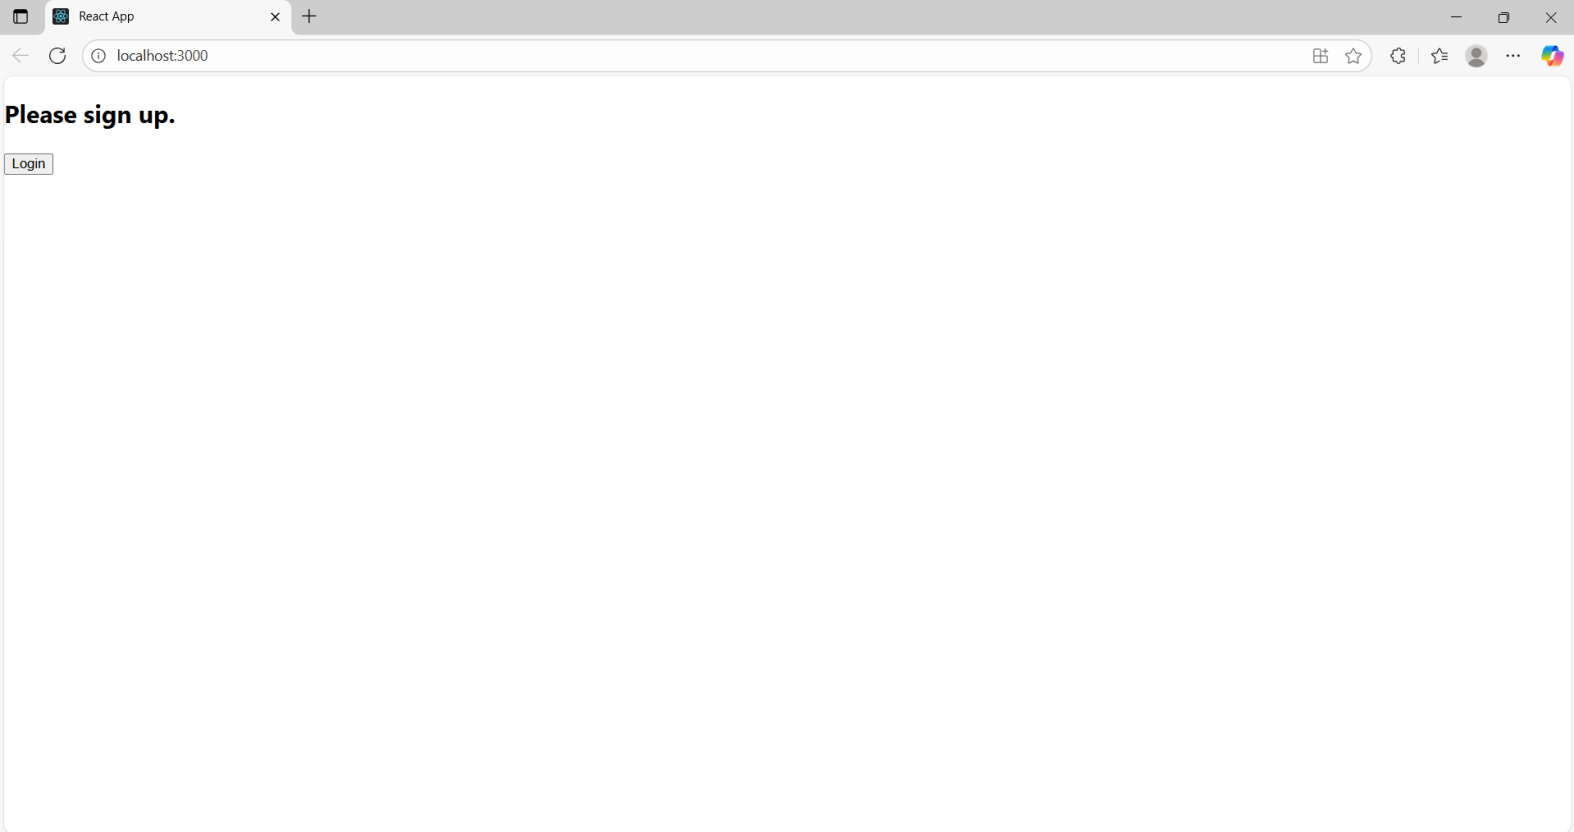 React App
localhost:3000
Please sign up.
Login